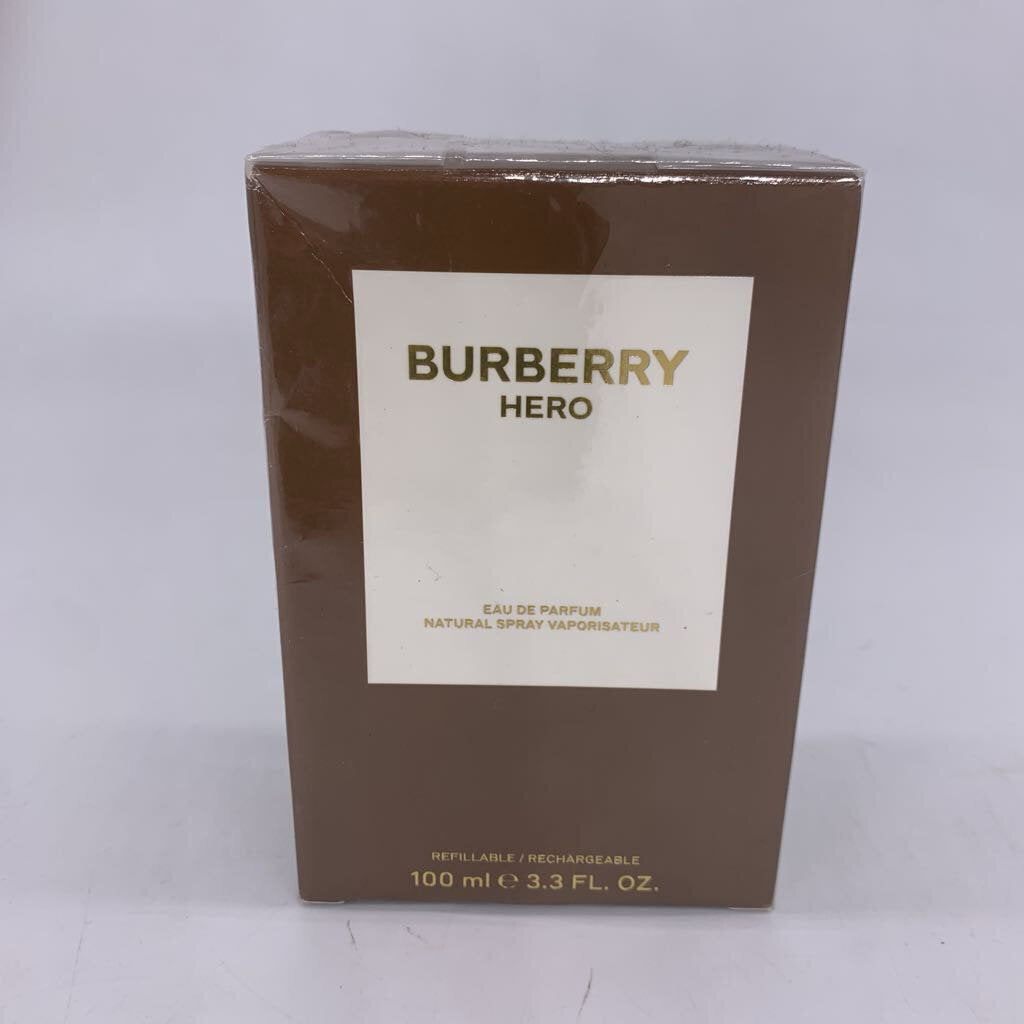 BURBERRY
HERO
EAU DE PARFUM
NATURAL SPRAY VAPORISATEUR
REFILLABLE / RECHARGEABLE
100 ml ℮ 3.3 FL. OZ.